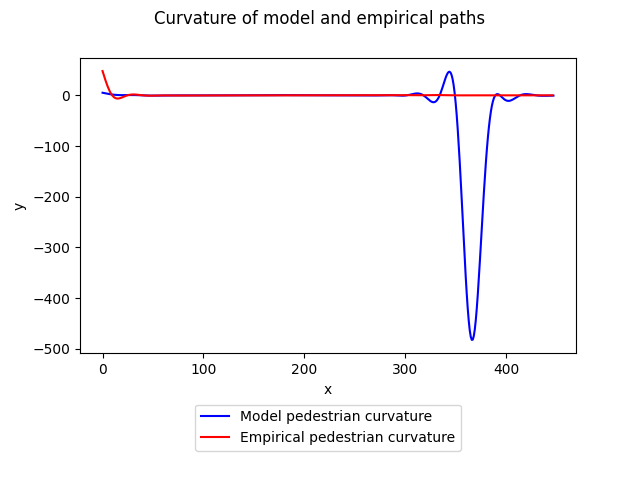 Curvature of model and empirical paths
0
−100
−200
−300
−400
−500
y
0 100 200 300 400
x
Model pedestrian curvature
Empirical pedestrian curvature